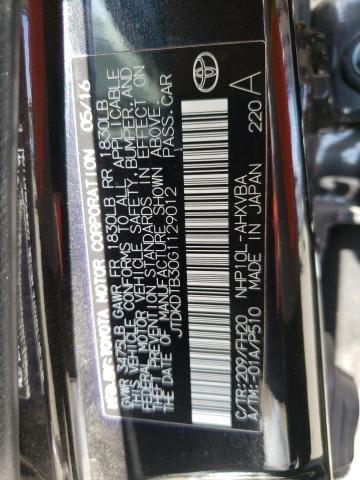 MFD. BY TOYOTA MOTOR CORPORATION 05/16
GVWR 3475LB GAWR FR 1830LB RR 1830LB
THIS VEHICLE CONFORMS TO ALL APPLICABLE
FEDERAL MOTOR VEHICLE SAFETY, BUMPER, AND
THEFT PREVENTION STANDARDS IN EFFECT ON
THE DATE OF MANUFACTURE SHOWN ABOVE.
JTDKDTB30G1129012 PASS. CAR
C/TR:202/FH20 NHP10L-AHXVBA
A/TM:-01A/P510 MADE IN JAPAN 220 A
TOYOTA